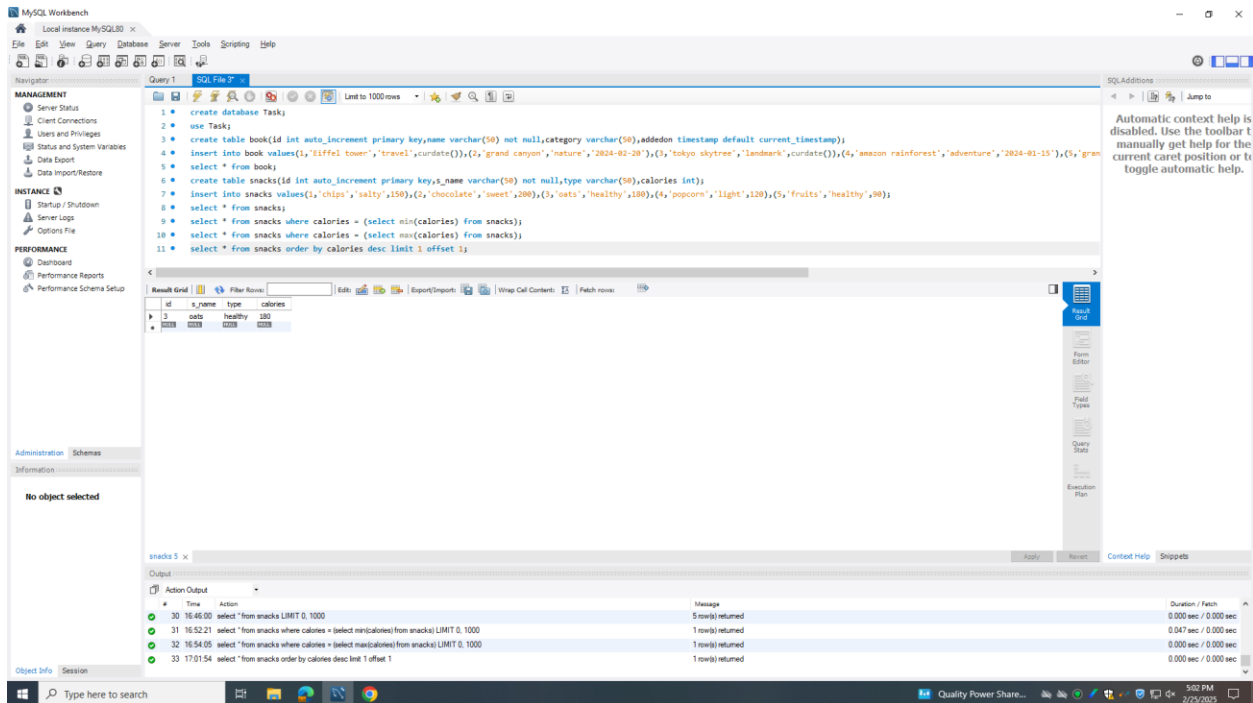 MySQL Workbench
Local instance MySQL80 ×
File Edit View Query Database Server Tools Scripting Help
Navigator
MANAGEMENT
Server Status
Client Connections
Users and Privileges
Status and System Variables
Data Export
Data Import/Restore
INSTANCE
Startup / Shutdown
Server Logs
Options File
PERFORMANCE
Dashboard
Performance Reports
Performance Schema Setup
Administration Schemas
Information
No object selected
Object Info Session
Query 1 SQL File 3* ×
Limit to 1000 rows
1 create database Task;
2 use Task;
3 create table book(id int auto_increment primary key,name varchar(50) not null,category varchar(50),addedon timestamp default current_timestamp);
4 insert into book values(1,'Eiffel tower','travel',curdate()),(2,'grand canyon','nature','2024-02-20'),(3,'tokyo skytree','landmark',curdate()),(4,'amazon rainforest','adventure','2024-01-15'),(5,'gran
5 select * from book;
6 create table snacks(id int auto_increment primary key,s_name varchar(50) not null,type varchar(50),calories int);
7 insert into snacks values(1,'chips','salty',150),(2,'chocolate','sweet',200),(3,'oats','healthy',180),(4,'popcorn','light',120),(5,'fruits','healthy',90);
8 select * from snacks;
9 select * from snacks where calories = (select min(calories) from snacks);
10 select * from snacks where calories = (select max(calories) from snacks);
11 select * from snacks order by calories desc limit 1 offset 1;
Result Grid Filter Rows: Edit: Export/Import: Wrap Cell Content: Fetch rows:
id s_name type calories
3 oats healthy 180
NULL NULL NULL NULL
Result Grid
Form Editor
Field Types
Query Stats
Execution Plan
snacks 5 × Apply Revert
SQLAdditions
Jump to
Automatic context help is
disabled. Use the toolbar t
manually get help for the
current caret position or to
toggle automatic help.
Context Help Snippets
Output
Action Output
# Time Action Message Duration / Fetch
30 16:46:00 select * from snacks LIMIT 0, 1000 5 row(s) returned 0.000 sec / 0.000 sec
31 16:52:21 select * from snacks where calories = (select min(calories) from snacks) LIMIT 0, 1000 1 row(s) returned 0.047 sec / 0.000 sec
32 16:54:05 select * from snacks where calories = (select max(calories) from snacks) LIMIT 0, 1000 1 row(s) returned 0.000 sec / 0.000 sec
33 17:01:54 select * from snacks order by calories desc limit 1 offset 1 1 row(s) returned 0.000 sec / 0.000 sec
Type here to search
Quality Power Share...
5:02 PM
2/25/2025